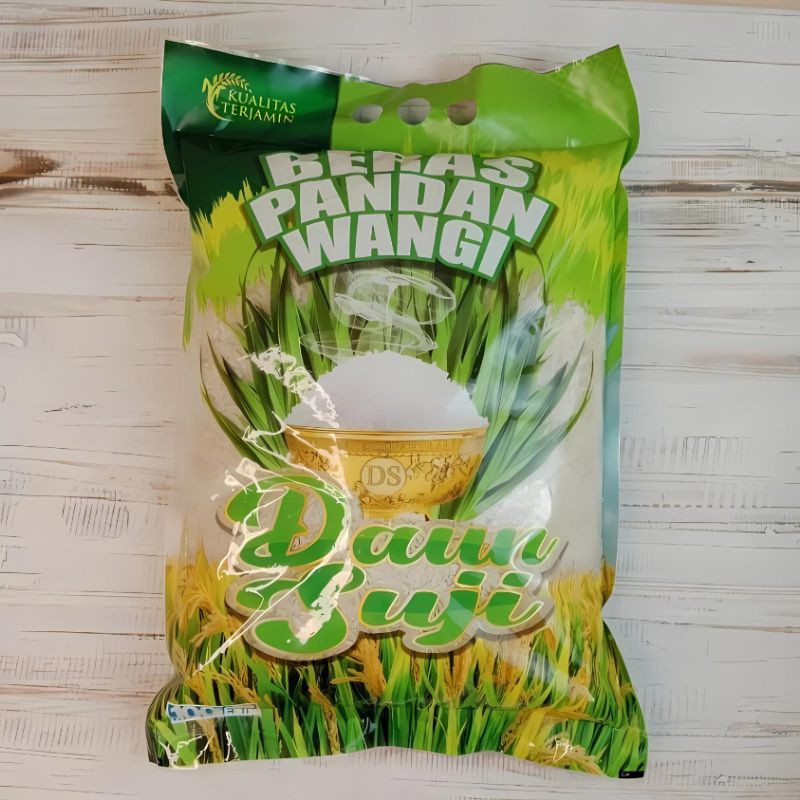 KUALITAS
TERJAMIN
BERAS
PANDAN
WANGI
DS
Daun
Suji